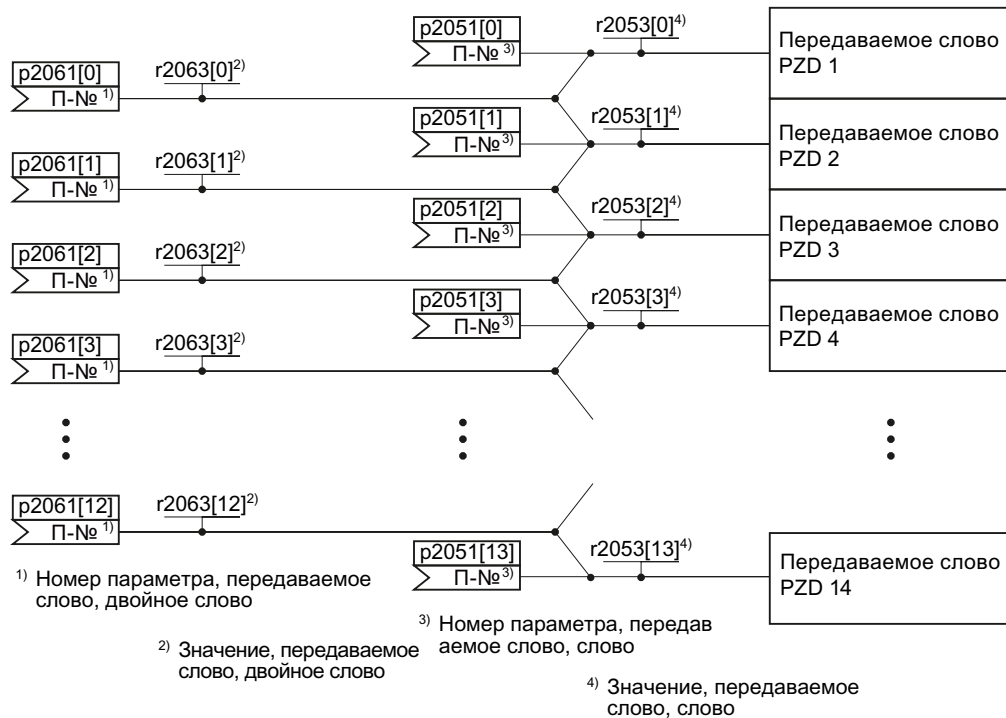 p2051[0]
П-№ 3)
r2053[0]4)
Передаваемое слово
PZD 1
p2061[0]
П-№ 1)
r2063[0]2)
p2051[1]
П-№ 3)
r2053[1]4)
Передаваемое слово
PZD 2
p2061[1]
П-№ 1)
r2063[1]2)
p2051[2]
П-№ 3)
r2053[2]4)
Передаваемое слово
PZD 3
p2061[2]
П-№ 1)
r2063[2]2)
p2051[3]
П-№ 3)
r2053[3]4)
Передаваемое слово
PZD 4
p2061[3]
П-№ 1)
r2063[3]2)
p2061[12]
П-№ 1)
r2063[12]2)
p2051[13]
П-№ 3)
r2053[13]4)
Передаваемое слово
PZD 14
1) Номер параметра, передаваемое
слово, двойное слово
2) Значение, передаваемое
слово, двойное слово
3) Номер параметра, передав
аемое слово, слово
4) Значение, передаваемое
слово, слово